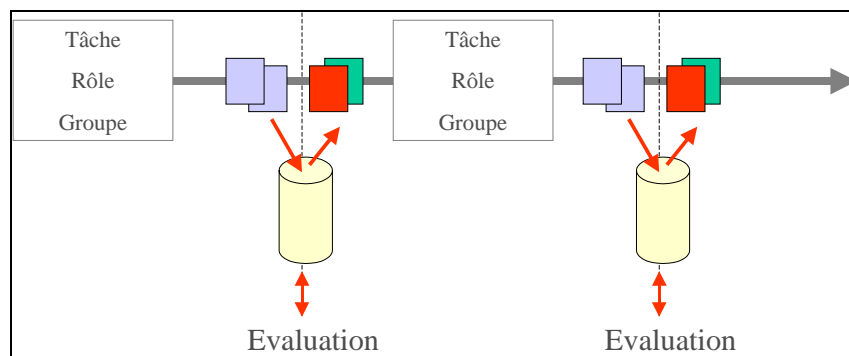 Tâche
Rôle
Groupe
Tâche
Rôle
Groupe
Evaluation
Evaluation